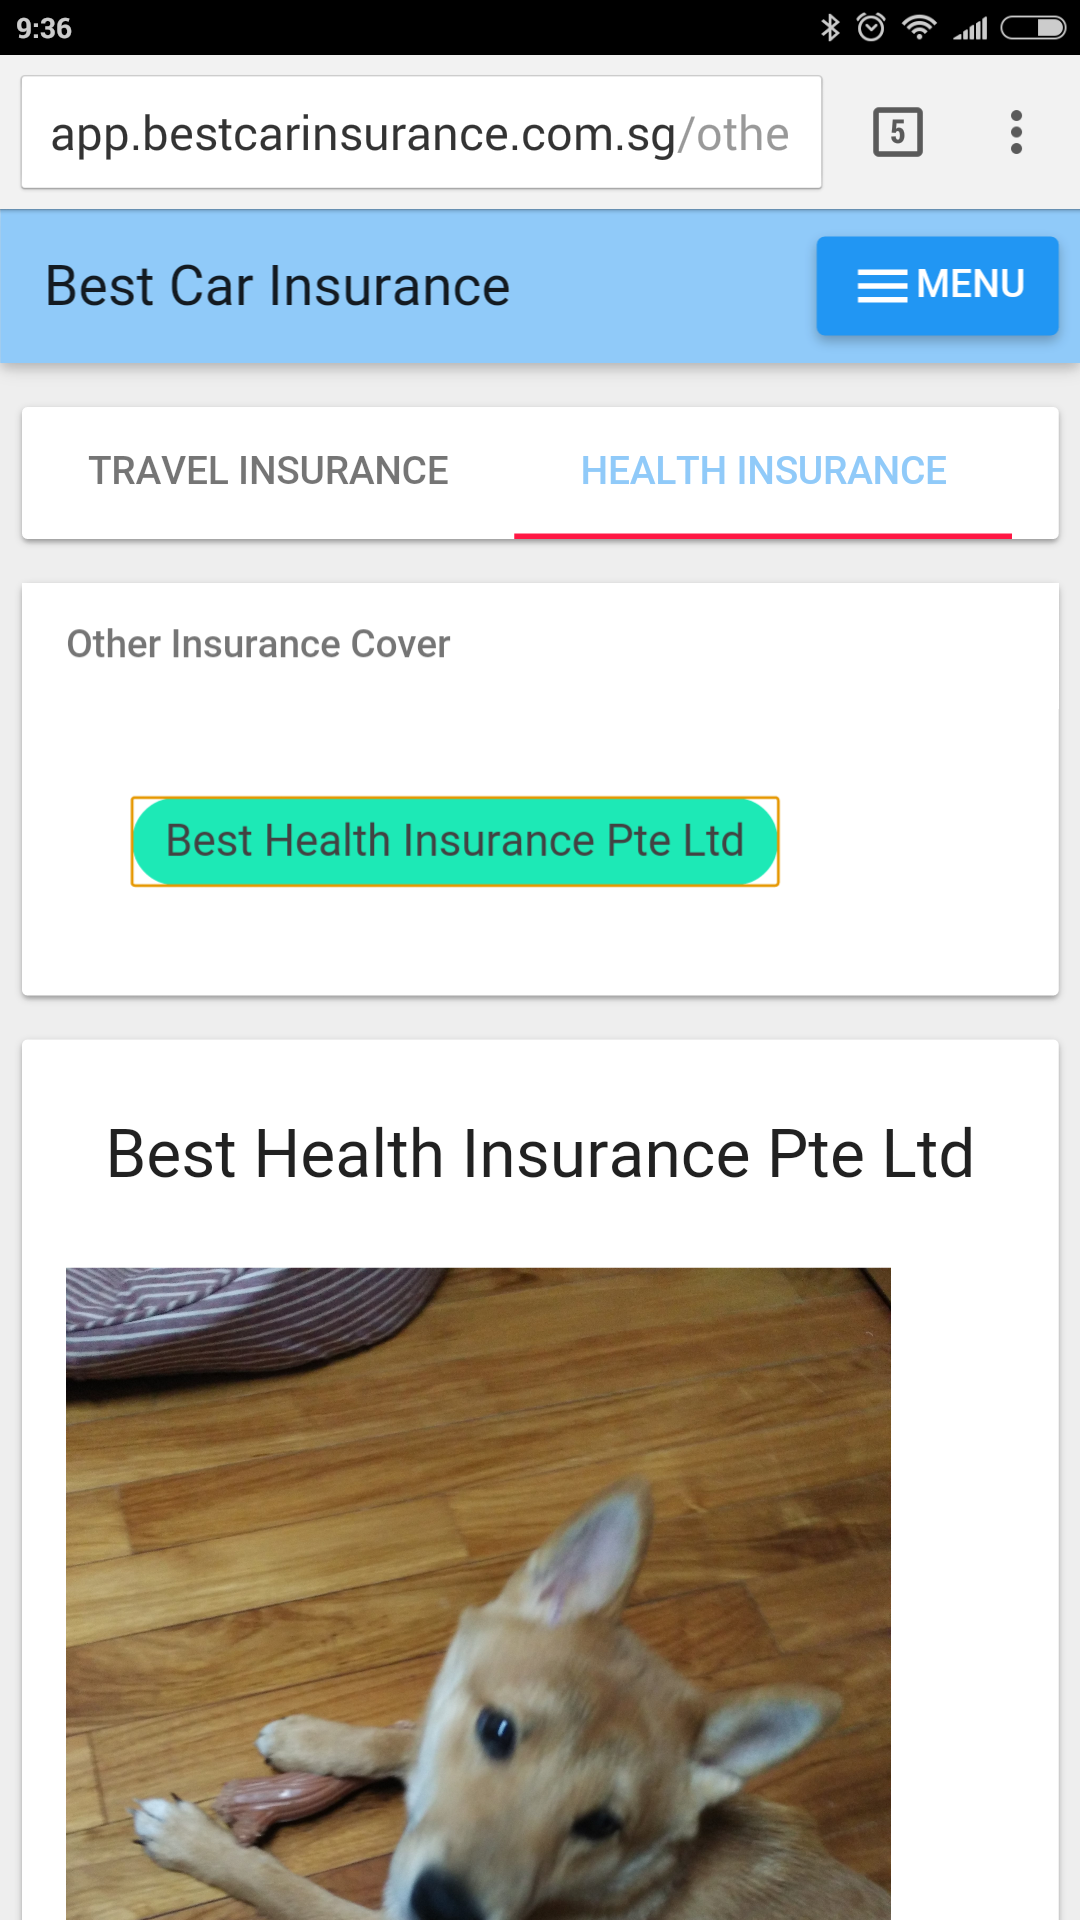 9:36
app.bestcarinsurance.com.sg/othe
5
Best Car Insurance
MENU
TRAVEL INSURANCE
HEALTH INSURANCE
Other Insurance Cover
Best Health Insurance Pte Ltd
Best Health Insurance Pte Ltd